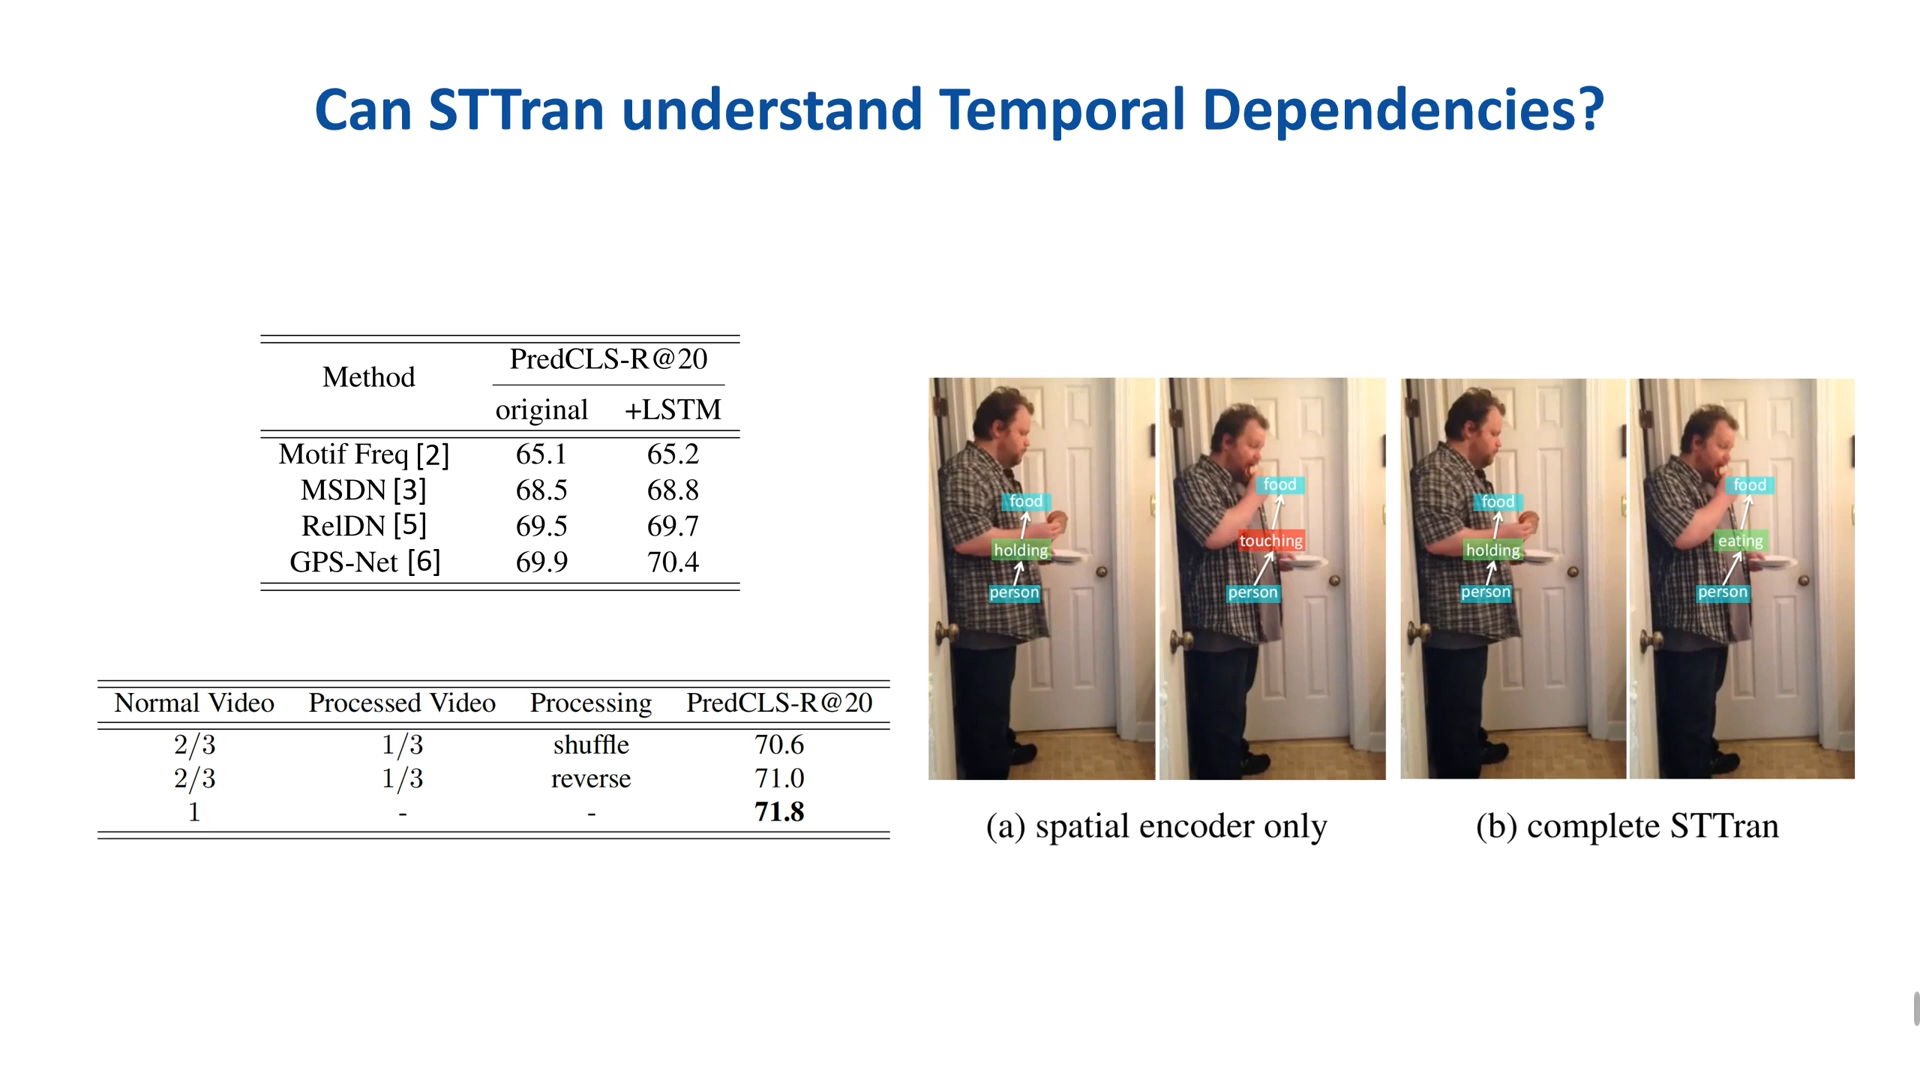 Can STTran understand Temporal Dependencies?
Method PredCLS-R@20
original +LSTM
Motif Freq [2] 65.1 65.2
MSDN [3] 68.5 68.8
RelDN [5] 69.5 69.7
GPS-Net [6] 69.9 70.4
Normal Video Processed Video Processing PredCLS-R@20
2/3 1/3 shuffle 70.6
2/3 1/3 reverse 71.0
1 - - 71.8
food
holding
person
food
touching
person
(a) spatial encoder only
food
holding
person
food
eating
person
(b) complete STTran